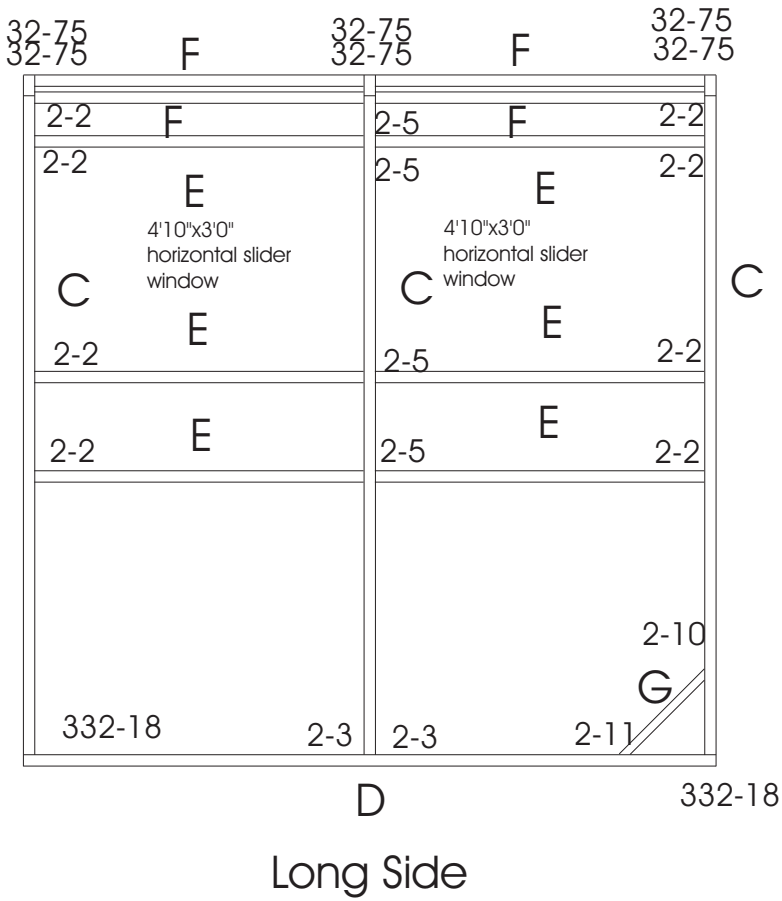 32-75
32-75
F
32-75
32-75
F
32-75
32-75
2-2
F
2-5
F
2-2
2-2
E
2-5
E
2-2
4'10"x3'0"
horizontal slider
window
4'10"x3'0"
horizontal slider
window
C
C
C
E
E
2-2
2-5
2-2
2-2
E
2-5
E
2-2
2-10
G
332-18
2-3
2-3
2-11
D
332-18
Long Side